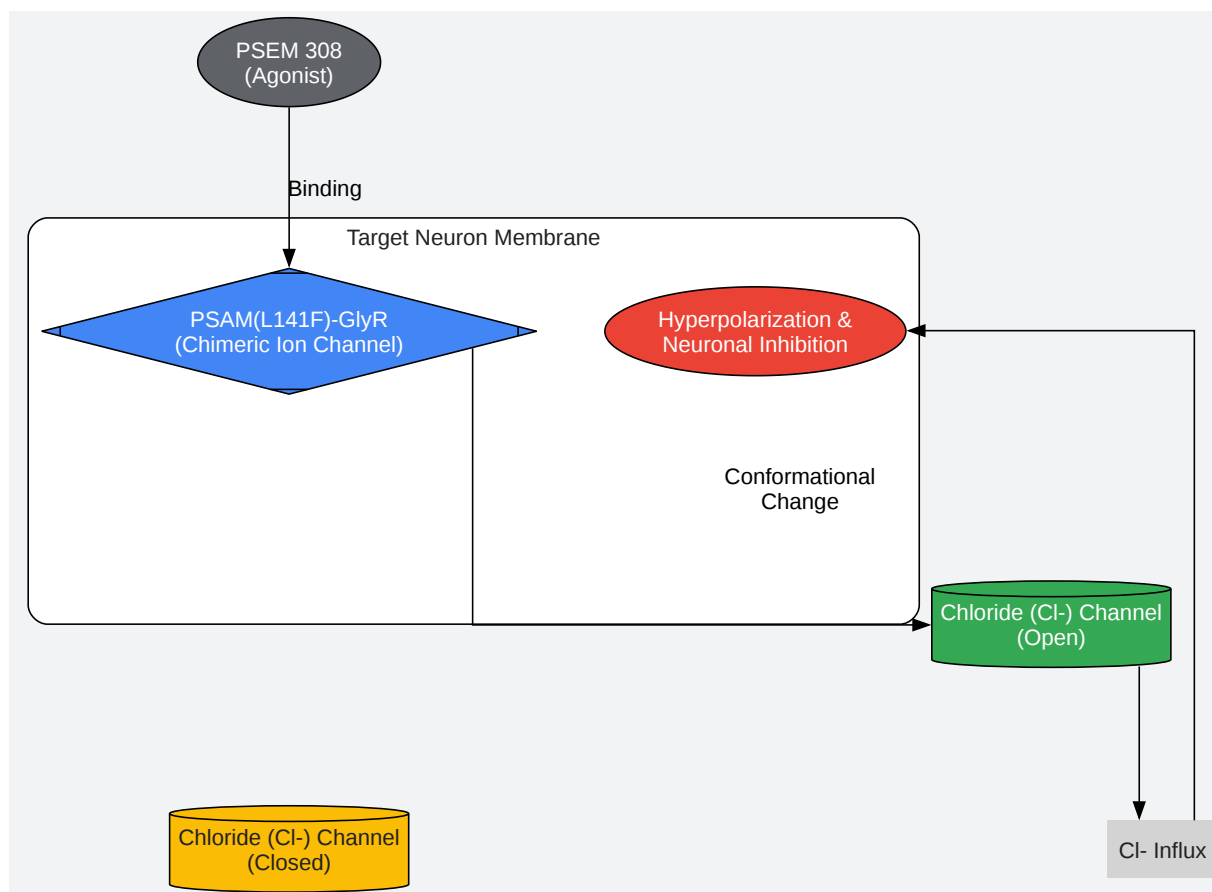 PSEM 308
(Agonist)
Binding
Target Neuron Membrane
PSAM(L141F)-GlyR
(Chimeric Ion Channel)
Hyperpolarization &
Neuronal Inhibition
Conformational
Change
Chloride (Cl-) Channel
(Open)
Chloride (Cl-) Channel
(Closed)
Cl- Influx